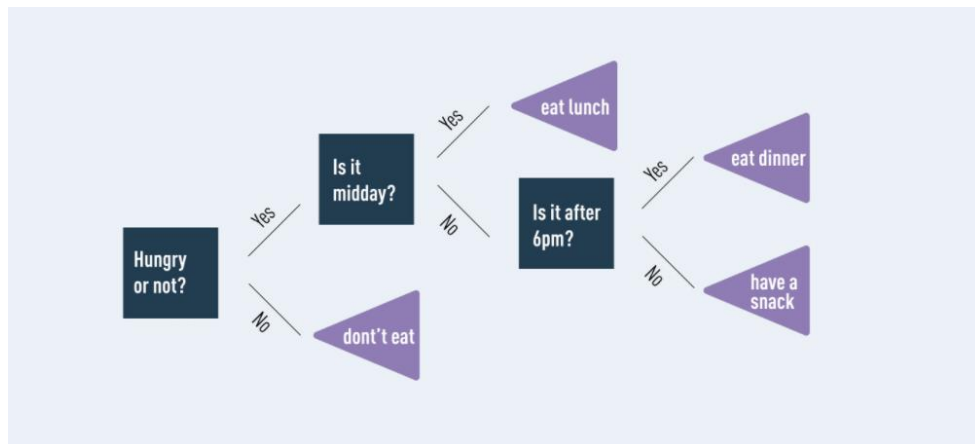 Hungry
or not?
Yes
No
Is it
midday?
dont't eat
Yes
No
eat lunch
Is it after
6pm?
Yes
No
eat dinner
have a
snack